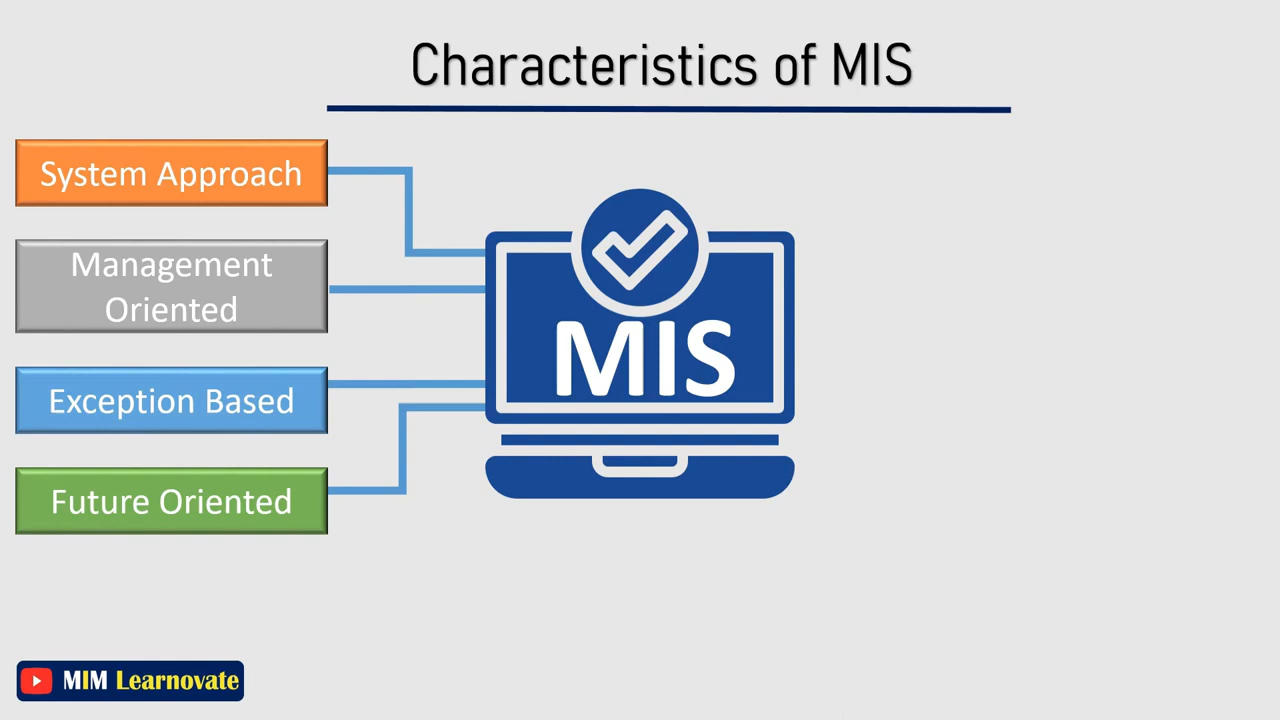 Characteristics of MIS
System Approach
Management
Oriented
Exception Based
Future Oriented
MIS
MIM Learnovate